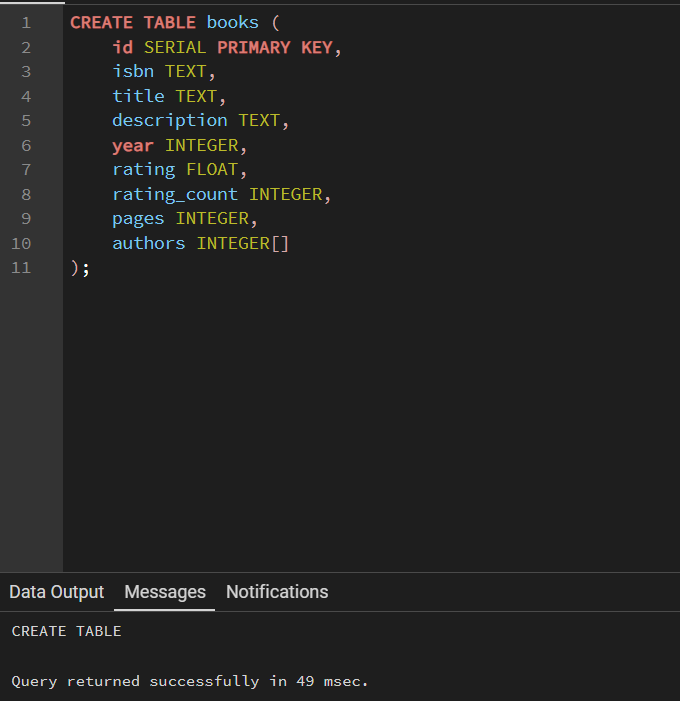 1 CREATE TABLE books (
2     id SERIAL PRIMARY KEY,
3     isbn TEXT,
4     title TEXT,
5     description TEXT,
6     year INTEGER,
7     rating FLOAT,
8     rating_count INTEGER,
9     pages INTEGER,
10     authors INTEGER[]
11 );
Data Output Messages Notifications
CREATE TABLE
Query returned successfully in 49 msec.